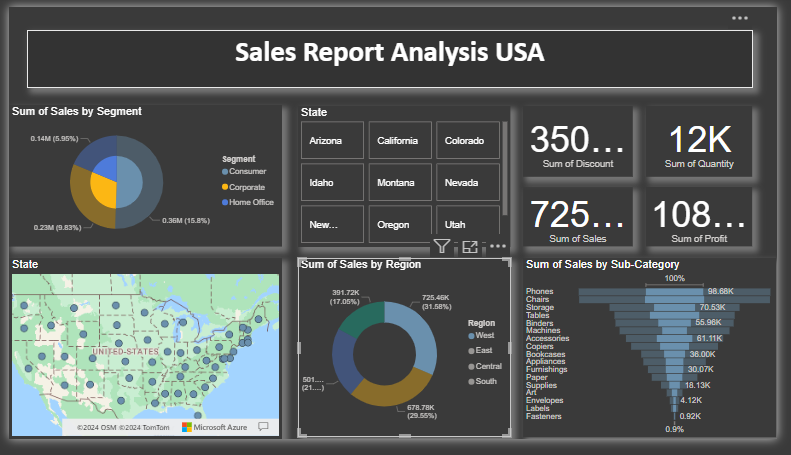 Sales Report Analysis USA
Sum of Sales by Segment
0.14M (5.95%)
0.23M (9.83%)
0.36M (15.8%)
Segment
Consumer
Corporate
Home Office
State
Arizona
California
Colorado
Idaho
Montana
Nevada
New...
Oregon
Utah
350...
Sum of Discount
12K
Sum of Quantity
725...
Sum of Sales
108...
Sum of Profit
State
UNITED STATES
©2024 OSM ©2024 TomTom
Microsoft Azure
Sum of Sales by Region
391.72K
(17.05%)
725.46K
(31.58%)
501....
(21....)
678.78K
(29.55%)
Region
West
East
Central
South
Sum of Sales by Sub-Category
100%
Phones 98.68K
Chairs
Storage 70.53K
Tables
Binders 55.96K
Machines
Accessories 61.11K
Copiers
Bookcases 36.00K
Appliances
Furnishings 30.07K
Paper
Supplies 18.13K
Art
Envelopes 4.12K
Labels
Fasteners 0.92K
0.9%